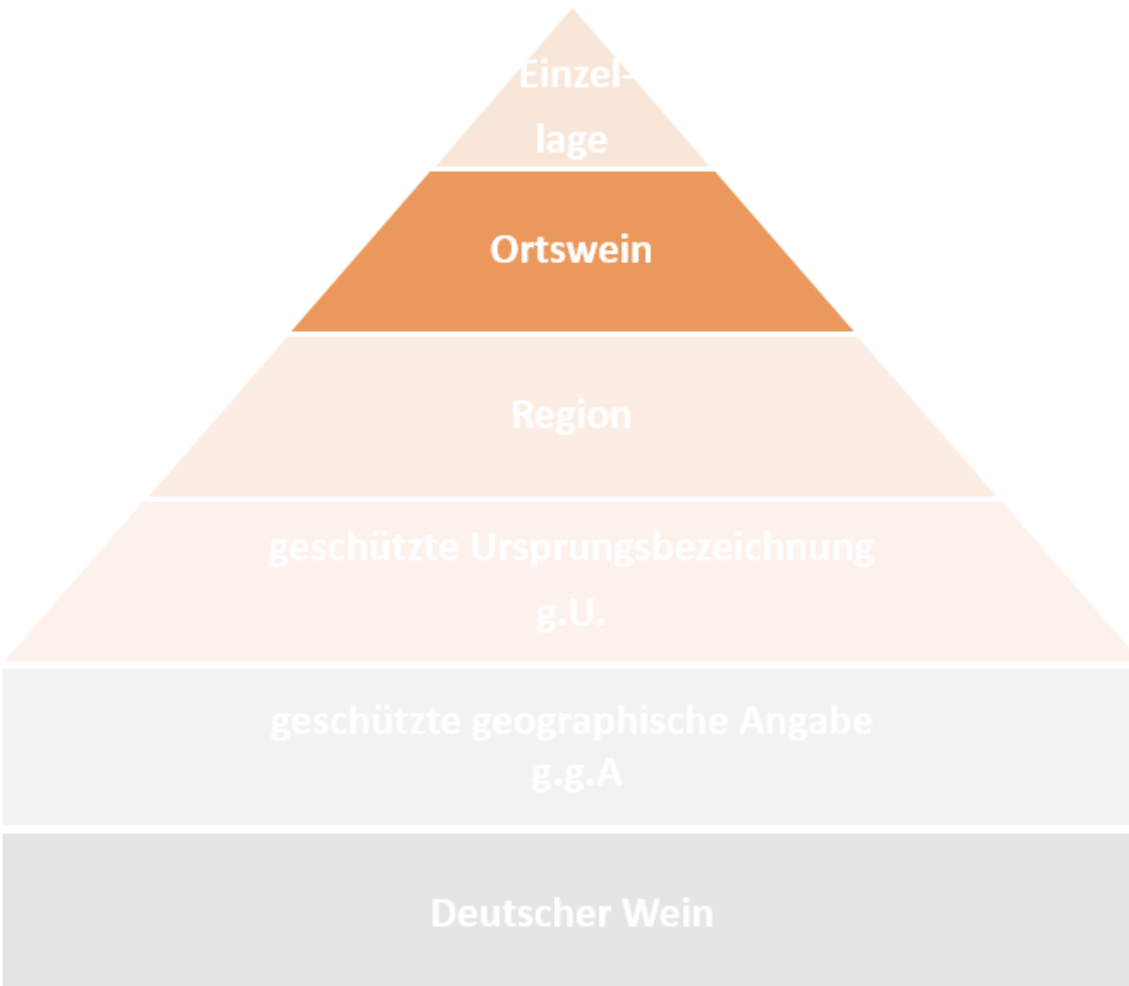 Einzel-
lage
Ortswein
Region
geschützte Ursprungsbezeichnung
g.U.
geschützte geographische Angabe
g.g.A
Deutscher Wein